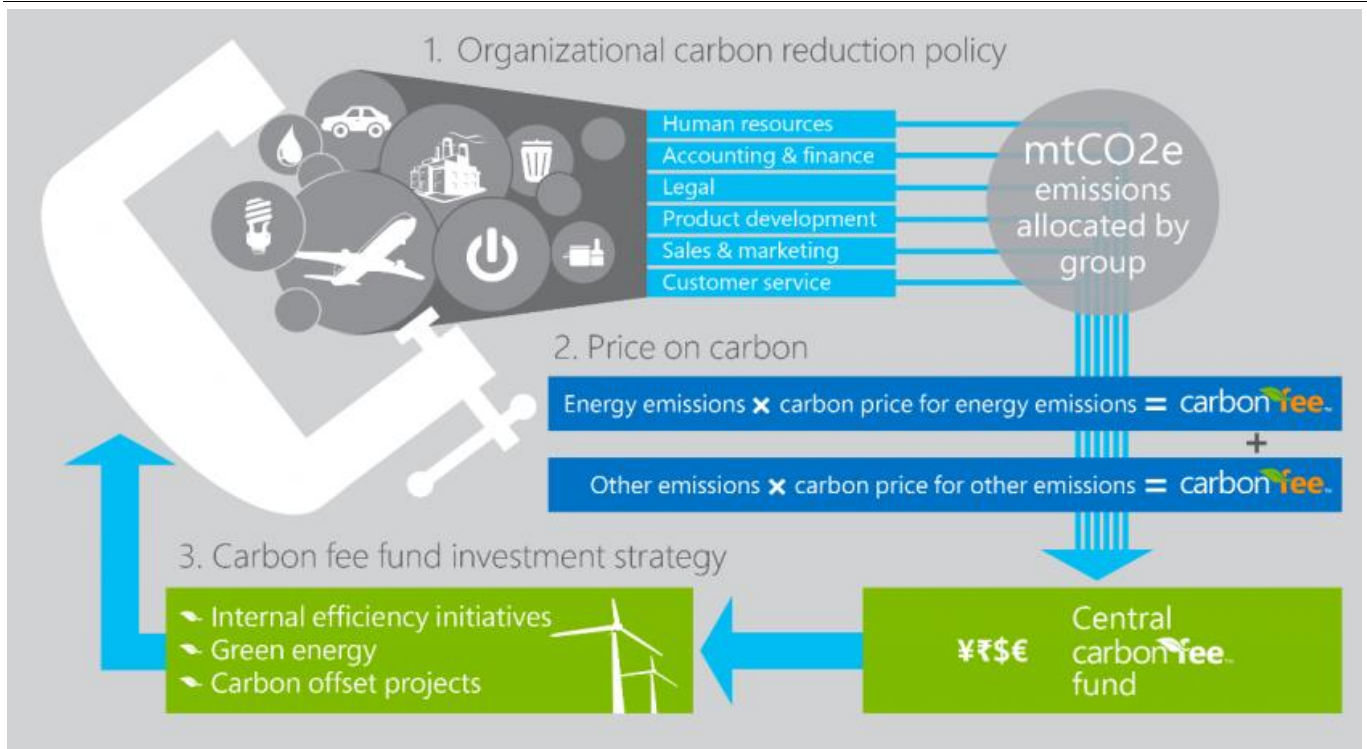 1. Organizational carbon reduction policy
Human resources
Accounting & finance
Legal
Product development
Sales & marketing
Customer service
mtCO2e
emissions
allocated by
group
2. Price on carbon
Energy emissions × carbon price for energy emissions = carbon fee™
+
Other emissions × carbon price for other emissions = carbon fee™
3. Carbon fee fund investment strategy
Internal efficiency initiatives
Green energy
Carbon offset projects
¥₹$€
Central
carbon fee™
fund